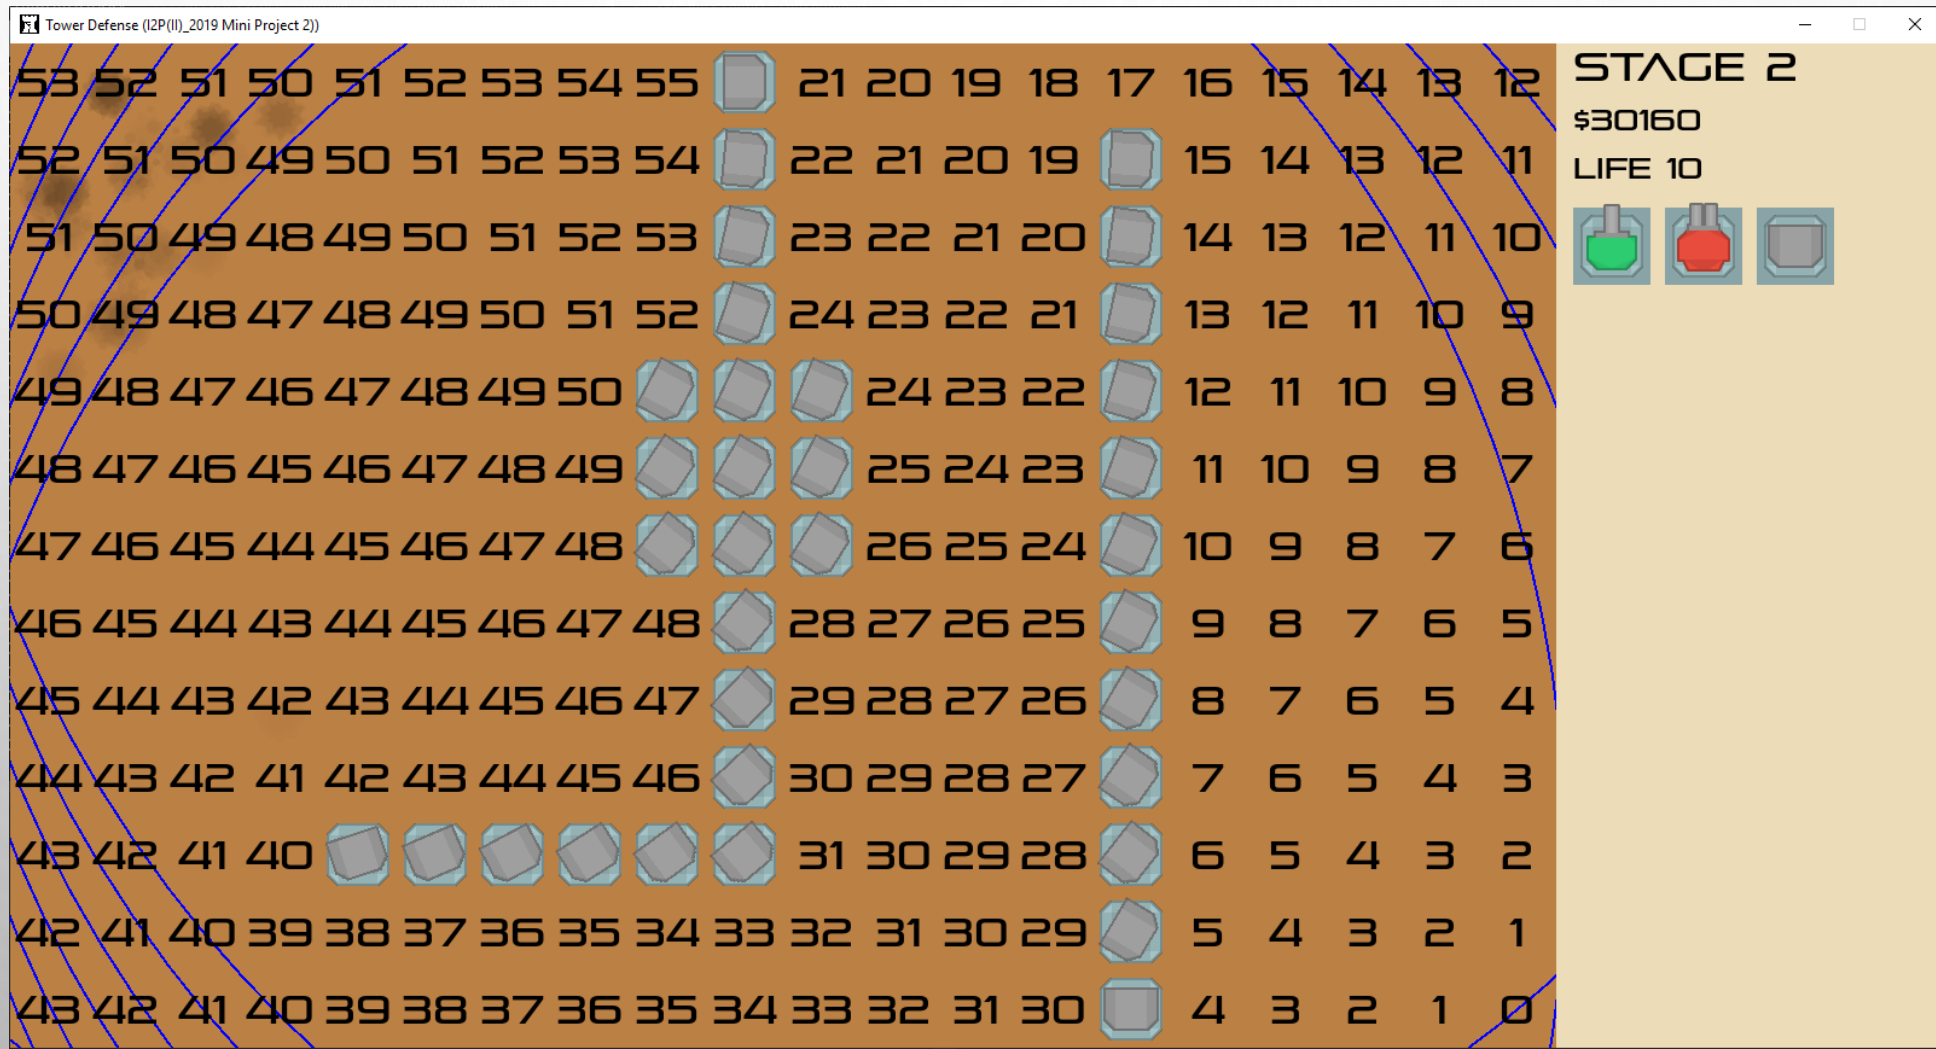 Tower Defense (I2P(II)_2019 Mini Project 2))
53 52 51 50 51 52 53 54 55 21 20 19 18 17 16 15 14 13 12
52 51 50 49 50 51 52 53 54 22 21 20 19 15 14 13 12 11
51 50 49 48 49 50 51 52 53 23 22 21 20 14 13 12 11 10
50 49 48 47 48 49 50 51 52 24 23 22 21 13 12 11 10 9
49 48 47 46 47 48 49 50 24 23 22 12 11 10 9 8
48 47 46 45 46 47 48 49 25 24 23 11 10 9 8 7
47 46 45 44 45 46 47 48 26 25 24 10 9 8 7 6
46 45 44 43 44 45 46 47 48 28 27 26 25 9 8 7 6 5
45 44 43 42 43 44 45 46 47 29 28 27 26 8 7 6 5 4
44 43 42 41 42 43 44 45 46 30 29 28 27 7 6 5 4 3
43 42 41 40 31 30 29 28 6 5 4 3 2
42 41 40 39 38 37 36 35 34 33 32 31 30 29 5 4 3 2 1
43 42 41 40 39 38 37 36 35 34 33 32 31 30 4 3 2 1 0
STAGE 2
$30160
LIFE 10